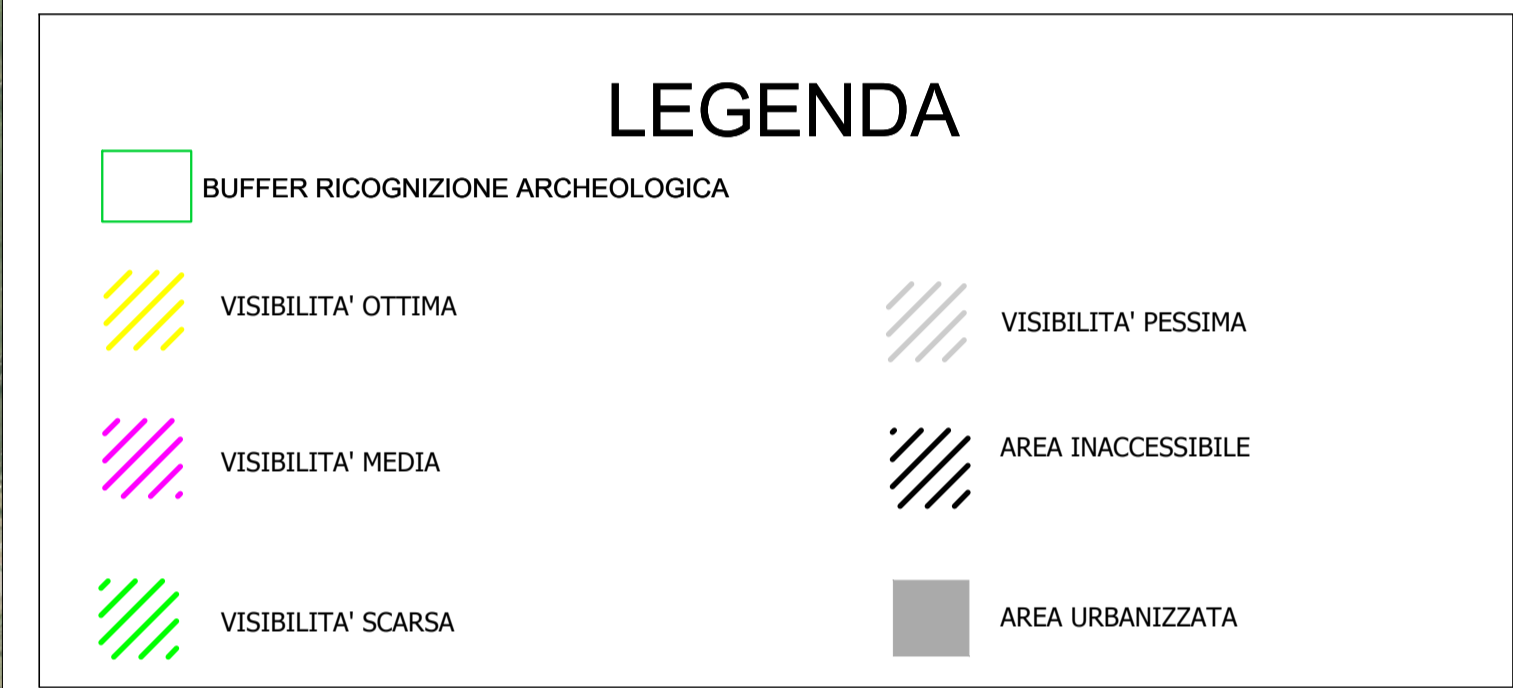 LEGENDA
BUFFER RICOGNIZIONE ARCHEOLOGICA
VISIBILITA' OTTIMA
VISIBILITA' MEDIA
VISIBILITA' SCARSA
VISIBILITA' PESSIMA
AREA INACCESSIBILE
AREA URBANIZZATA